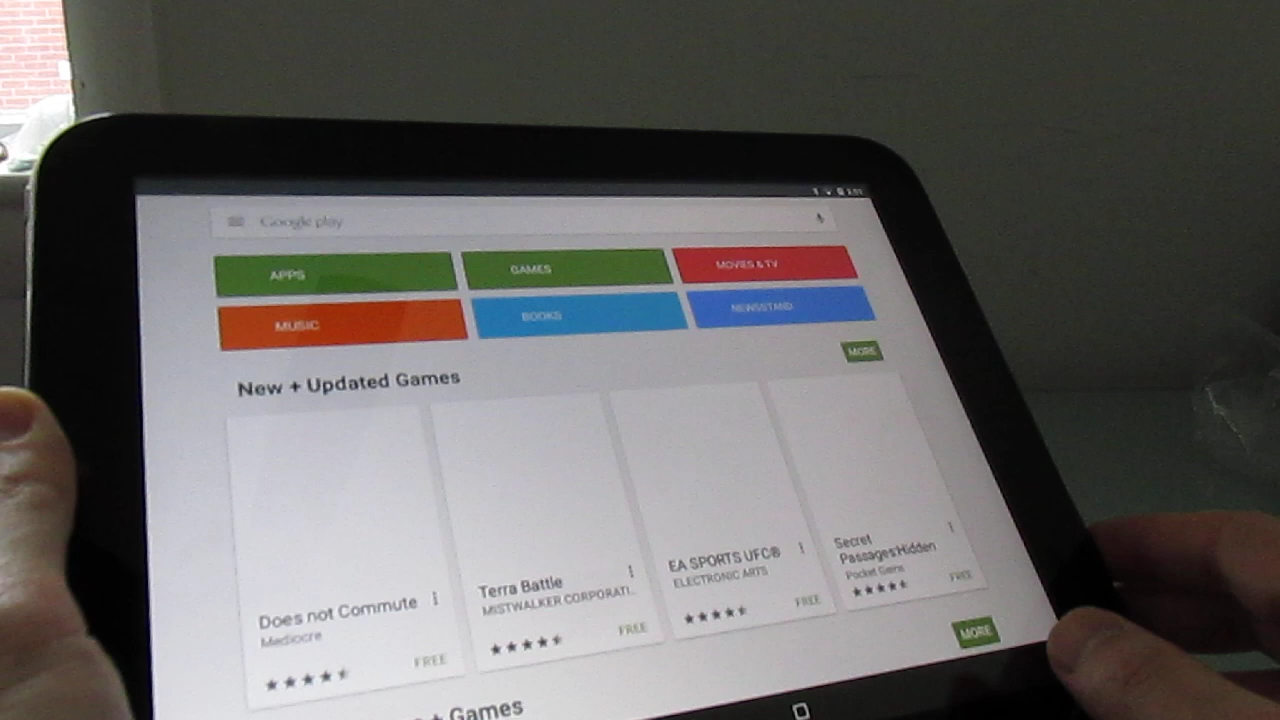 Google play
APPS
GAMES
MOVIES & TV
MUSIC
BOOKS
NEWSSTAND
New + Updated Games
MORE
Does not Commute
Mediocre
FREE
Terra Battle
MISTWALKER CORPORATI..
FREE
EA SPORTS UFC®
ELECTRONIC ARTS
FREE
Secret
Passages:Hidden
Pocket Gems
FREE
MORE
+ Games